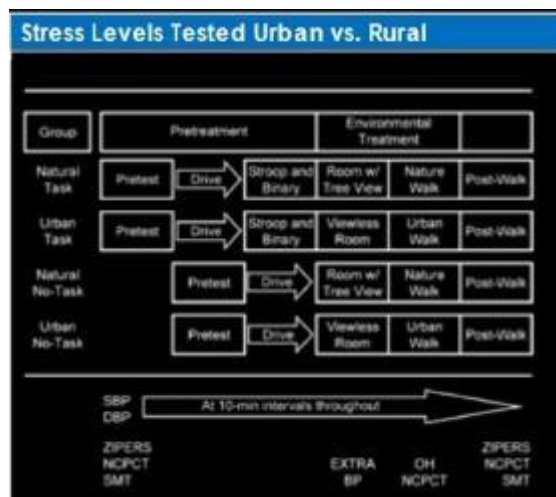 Stress Levels Tested Urban vs. Rural
Group Pretreatment Environmental Treatment
Natural Task Pretest Drive Stroop and Binary Room w/ Tree View Nature Walk Post-Walk
Urban Task Pretest Drive Stroop and Binary Viewless Room Urban Walk Post-Walk
Natural No-Task Pretest Drive Room w/ Tree View Nature Walk Post-Walk
Urban No-Task Pretest Drive Viewless Room Urban Walk Post-Walk
SBP
DBP
At 10-min intervals throughout
ZIPERS
NCPCT
SMT
EXTRA
BP
OH
NCPCT
ZIPERS
NCPCT
SMT